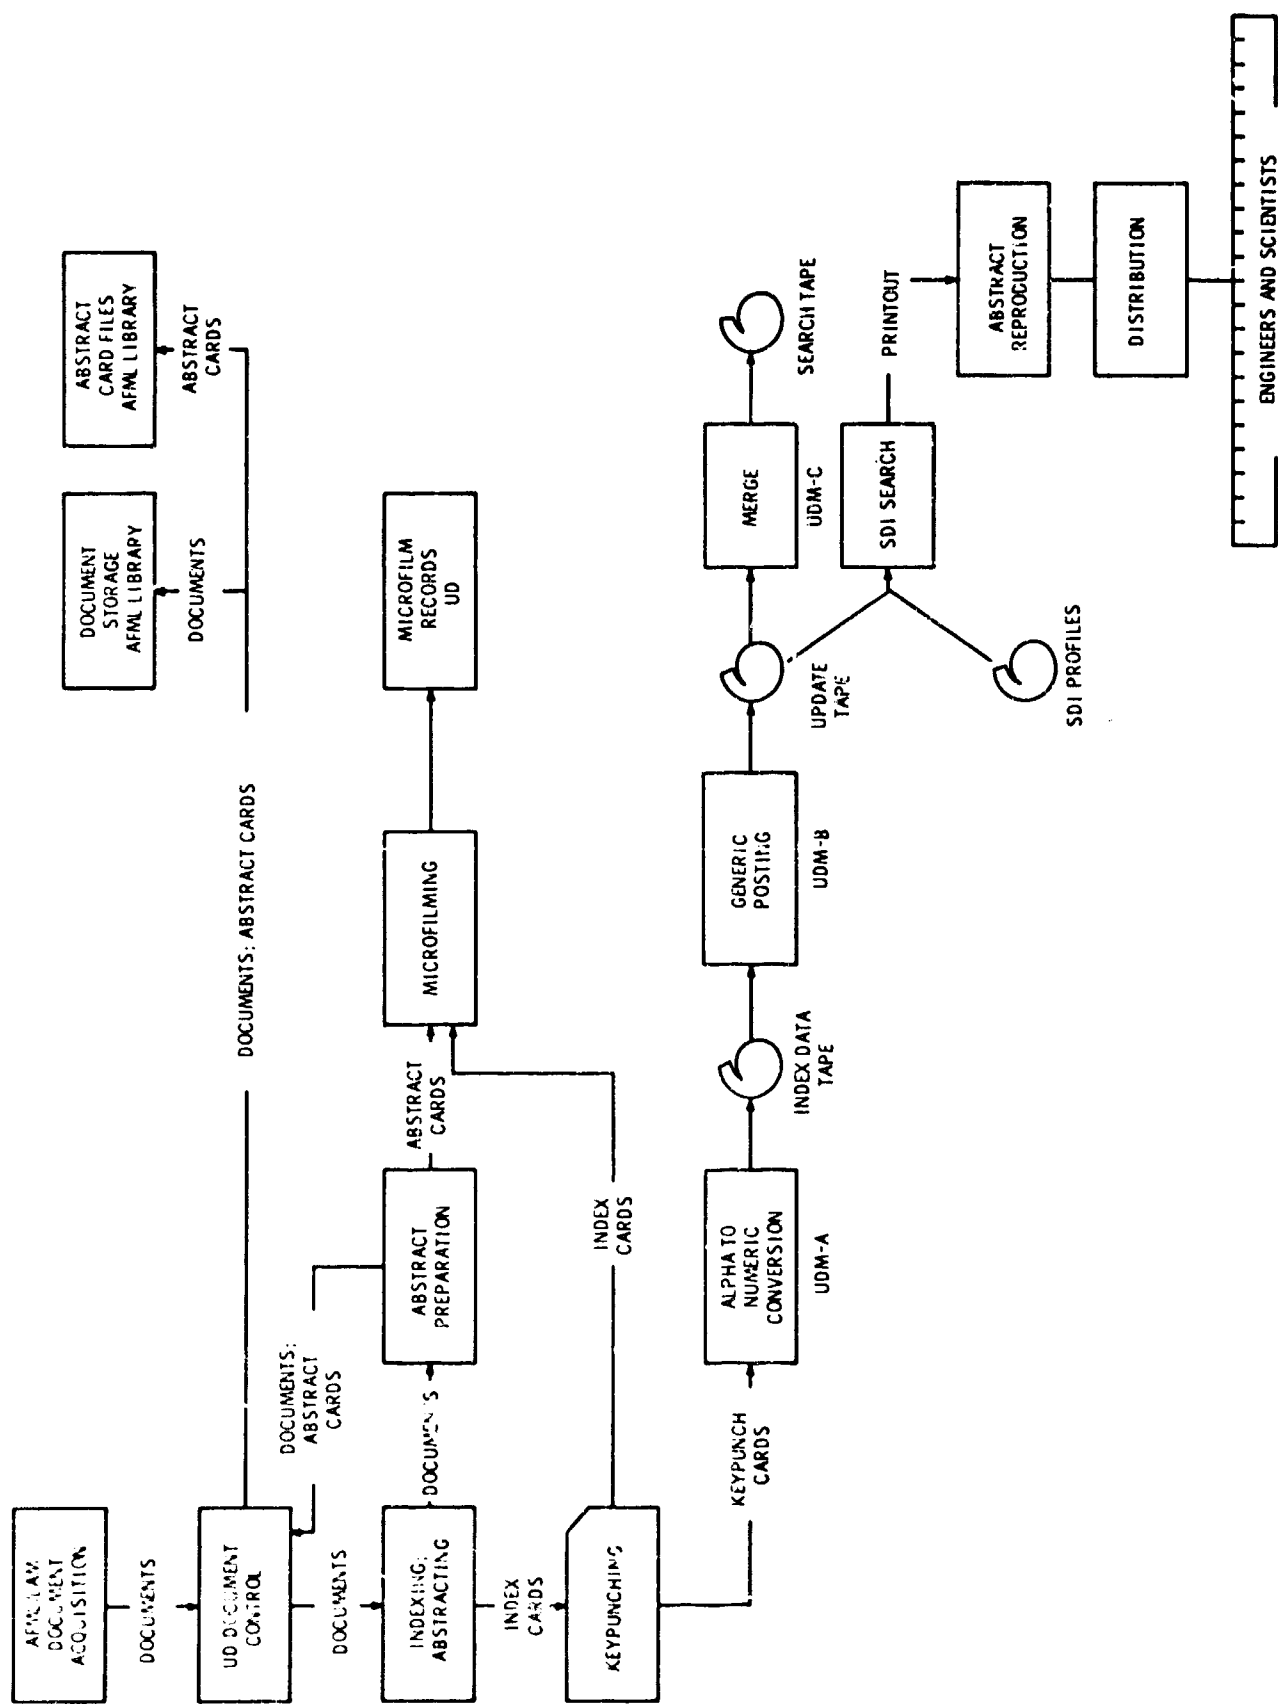 AFML/LAM
DOCUMENT
ACQUISITION
DOCUMENTS
UD DOCUMENT
CONTROL
DOCUMENTS
INDEXING;
ABSTRACTING
INDEX
CARDS
KEYPUNCHING
DOCUMENTS;
ABSTRACT
CARDS
DOCUMENTS
ABSTRACT
PREPARATION
ABSTRACT
CARDS
INDEX
CARDS
KEYPUNCH
CARDS
DOCUMENTS; ABSTRACT CARDS
DOCUMENTS
DOCUMENT
STORAGE
AFML LIBRARY
ABSTRACT
CARDS
ABSTRACT
CARD FILES
AFML LIBRARY
MICROFILMING
MICROFILM
RECORDS
UD
ALPHA TO
NUMERIC
CONVERSION
UDM-A
INDEX DATA
TAPE
GENERIC
POSTING
UDM-B
UPDATE
TAPE
MERGE
UDM-C
SEARCH TAPE
SDI PROFILES
SDI SEARCH
PRINTOUT
ABSTRACT
REPRODUCTION
DISTRIBUTION
ENGINEERS AND SCIENTISTS